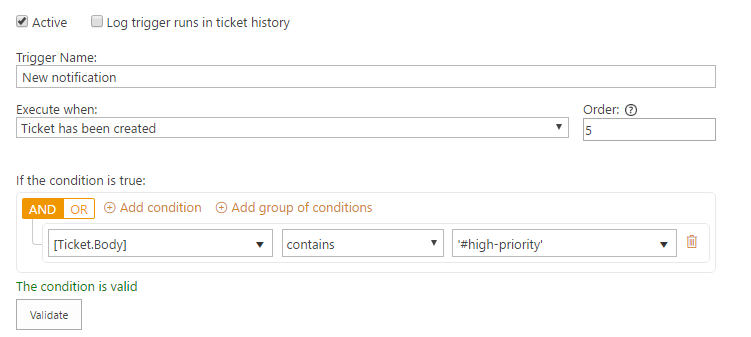 Active Log trigger runs in ticket history
Trigger Name:
New notification
Execute when: Order: ?
Ticket has been created 5
If the condition is true:
AND OR Add condition Add group of conditions
[Ticket.Body] contains '#high-priority'
The condition is valid
Validate